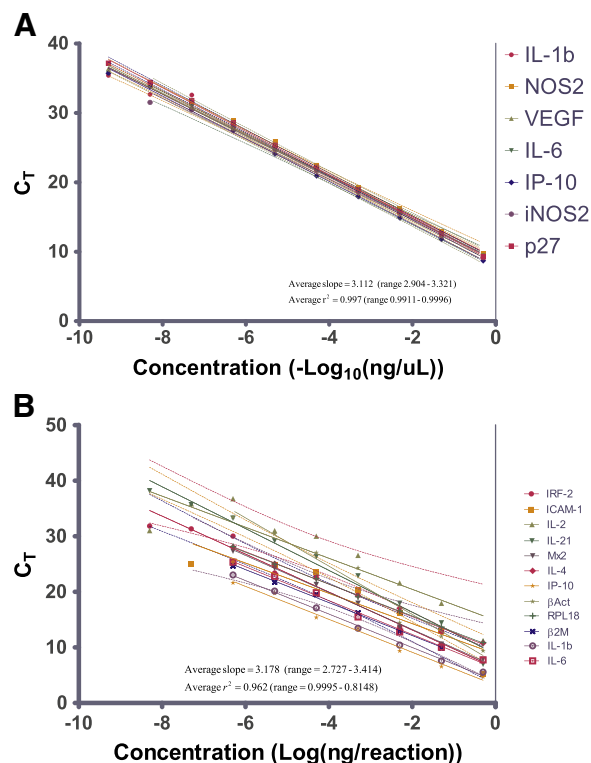 A
40
30
20
10
0
C_T
-10 -8 -6 -4 -2 0
Concentration (-Log₁₀(ng/uL))
Average slope = 3.112 (range 2.904 - 3.321)
Average r² = 0.997 (range 0.9911 - 0.9996)
IL-1b
NOS2
VEGF
IL-6
IP-10
iNOS2
p27
B
50
40
30
20
10
0
C_T
-10 -8 -6 -4 -2 0
Concentration (Log(ng/reaction))
Average slope = 3.178 (range = 2.727 - 3.414)
Average r² = 0.962 (range = 0.9995 - 0.8148)
IRF-2
ICAM-1
IL-2
IL-21
Mx2
IL-4
IP-10
βAct
RPL18
β2M
IL-1b
IL-6